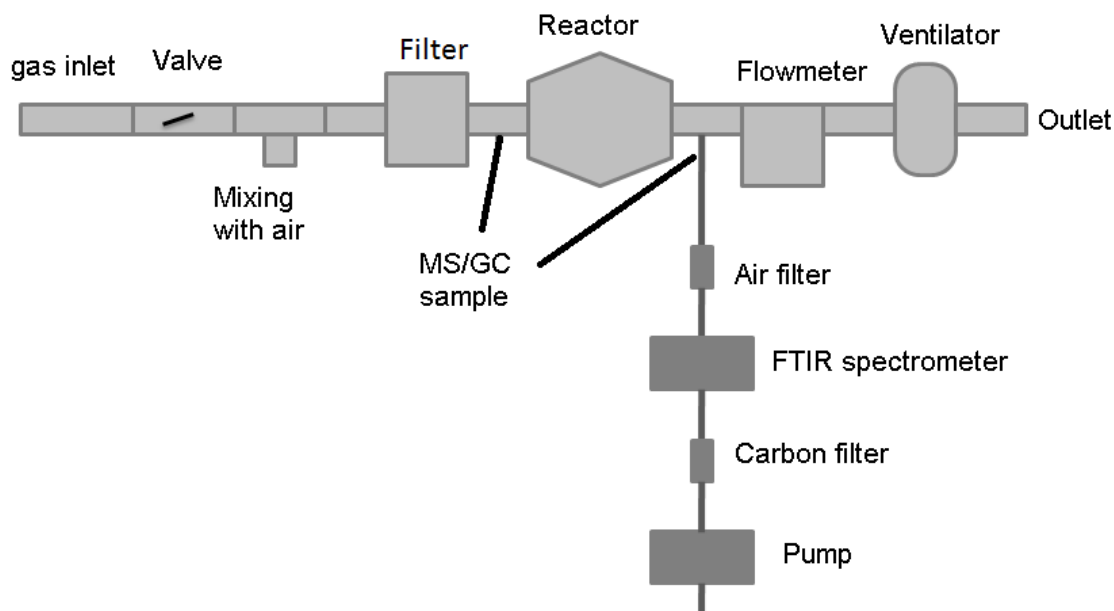 gas inlet
Valve
Mixing
with air
Filter
Reactor
MS/GC
sample
Flowmeter
Ventilator
Outlet
Air filter
FTIR spectrometer
Carbon filter
Pump